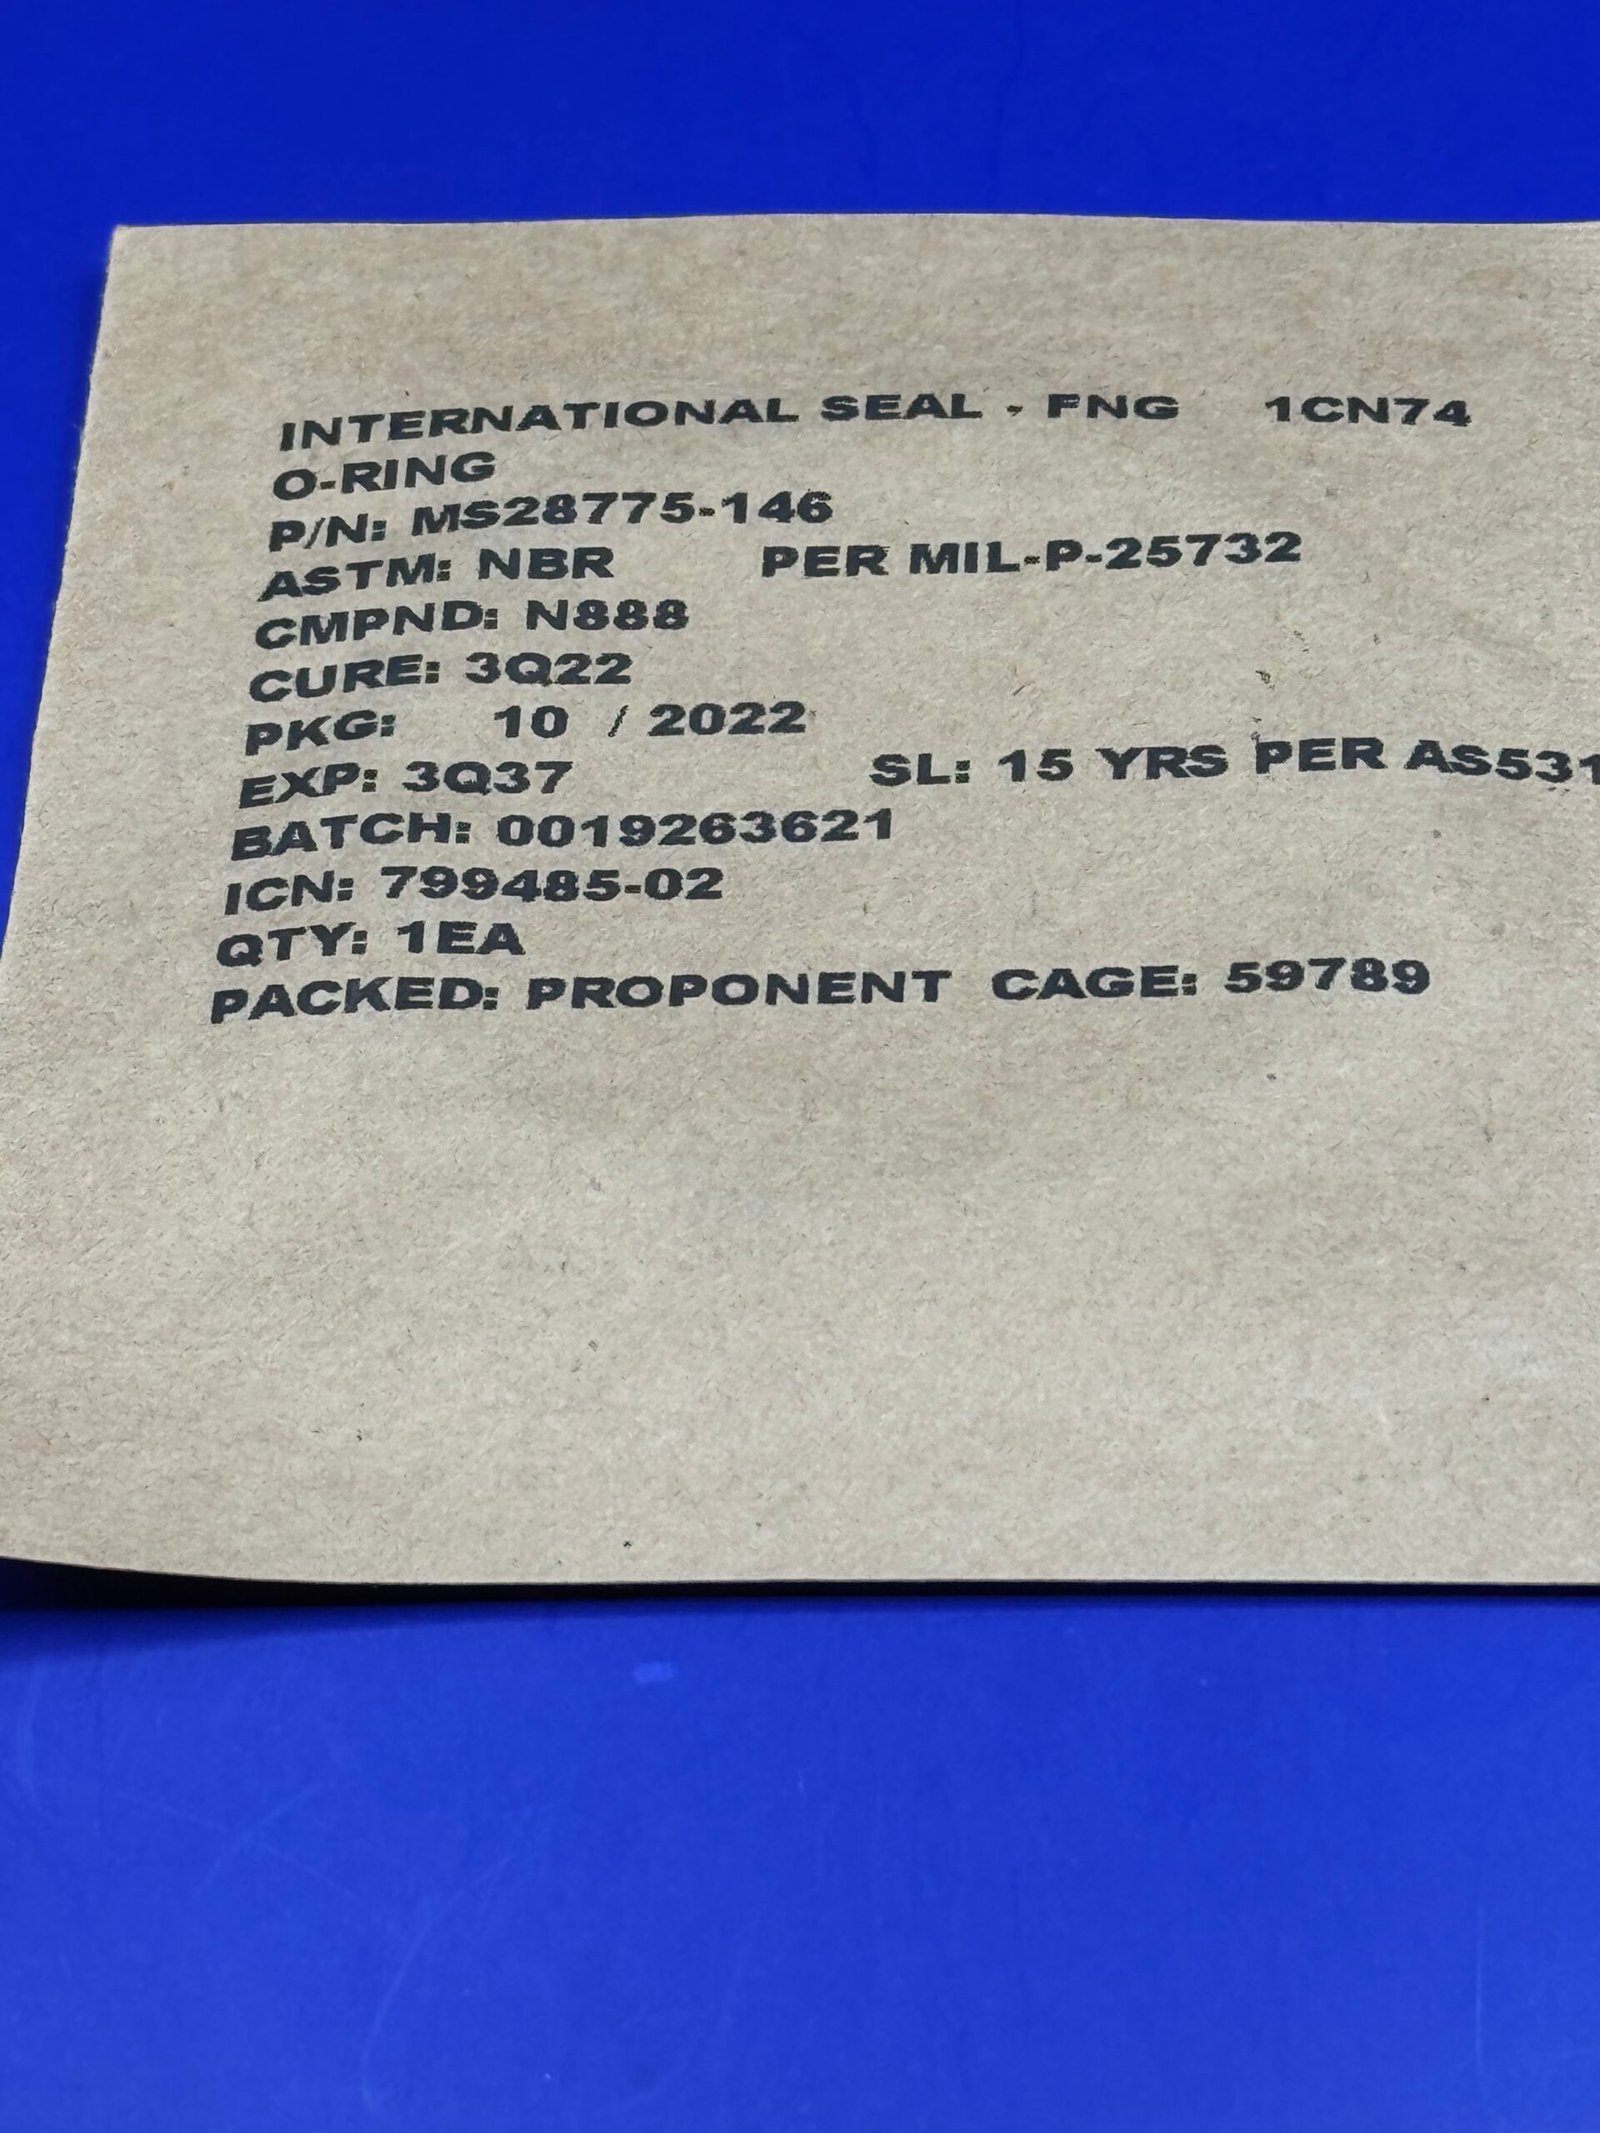 INTERNATIONAL SEAL - FNG 1CN74
O-RING
P/N: MS28775-146
ASTM: NBR PER MIL-P-25732
CMPND: N888
CURE: 3Q22
PKG: 10 / 2022
EXP: 3Q37 SL: 15 YRS PER AS531
BATCH: 0019263621
ICN: 799485-02
QTY: 1EA
PACKED: PROPONENT CAGE: 59789